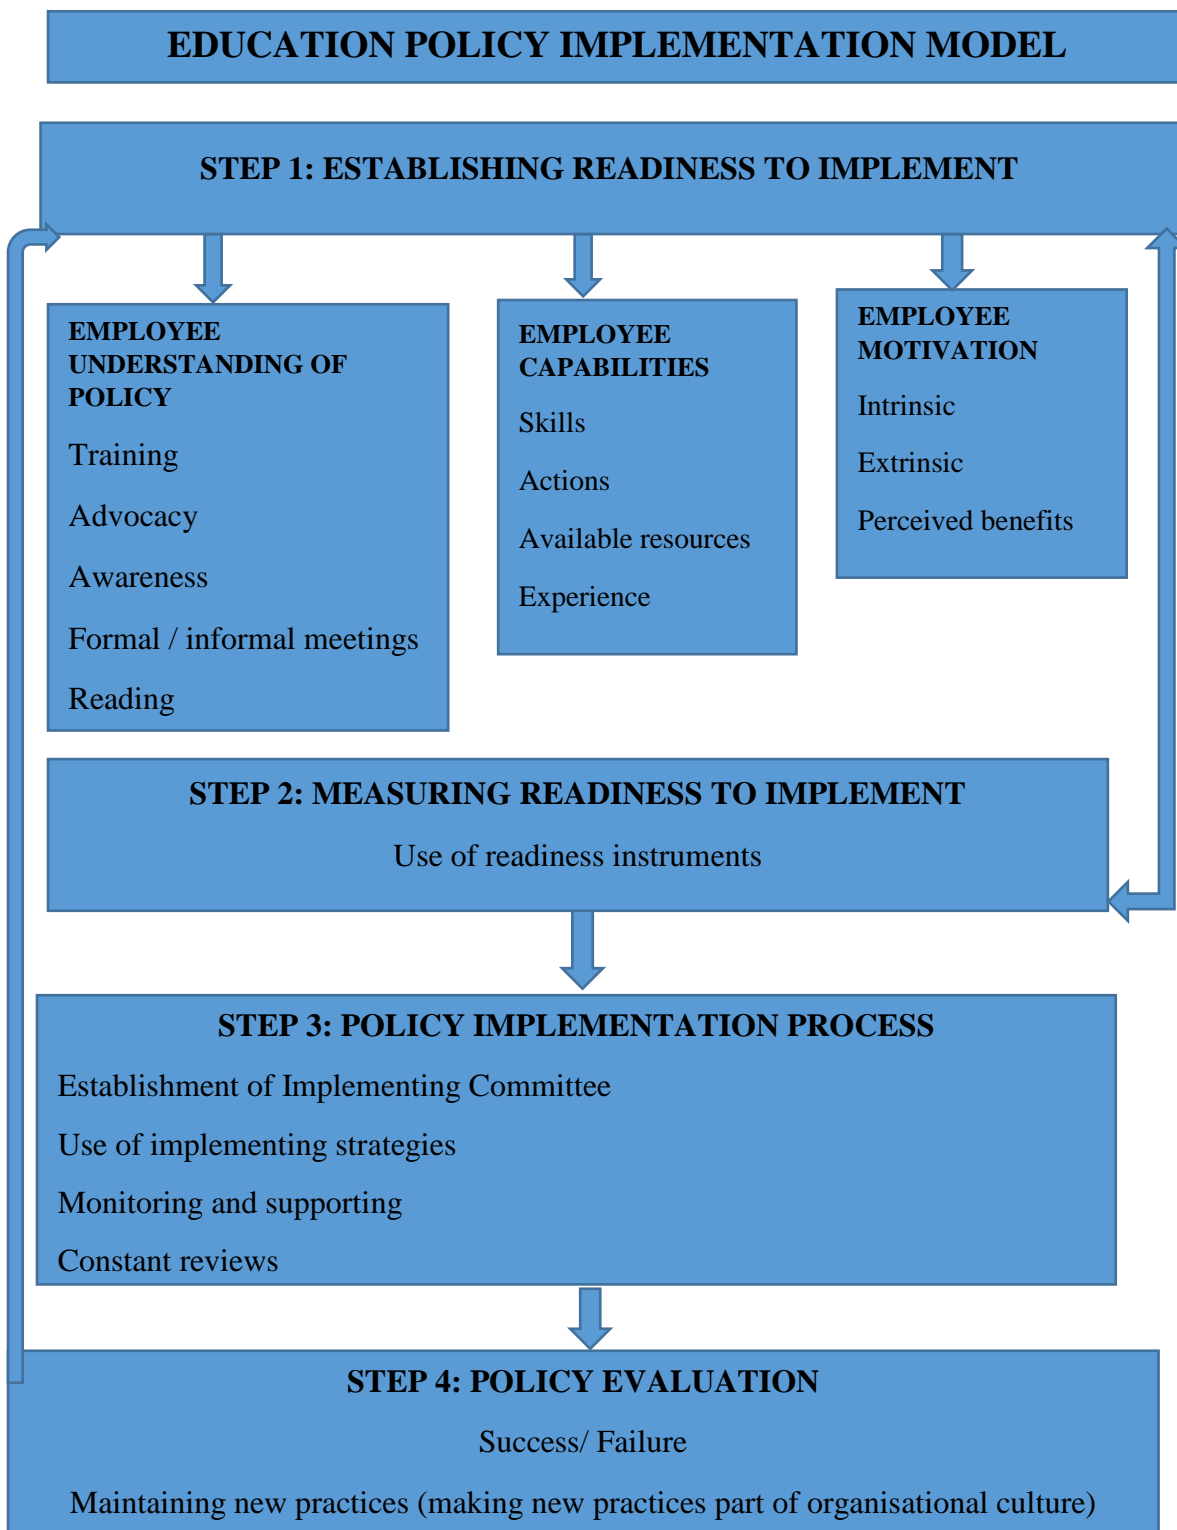 EDUCATION POLICY IMPLEMENTATION MODEL
STEP 1: ESTABLISHING READINESS TO IMPLEMENT
EMPLOYEE
UNDERSTANDING OF
POLICY
Training
Advocacy
Awareness
Formal / informal meetings
Reading
EMPLOYEE
CAPABILITIES
Skills
Actions
Available resources
Experience
EMPLOYEE
MOTIVATION
Intrinsic
Extrinsic
Perceived benefits
STEP 2: MEASURING READINESS TO IMPLEMENT
Use of readiness instruments
STEP 3: POLICY IMPLEMENTATION PROCESS
Establishment of Implementing Committee
Use of implementing strategies
Monitoring and supporting
Constant reviews
STEP 4: POLICY EVALUATION
Success/ Failure
Maintaining new practices (making new practices part of organisational culture)